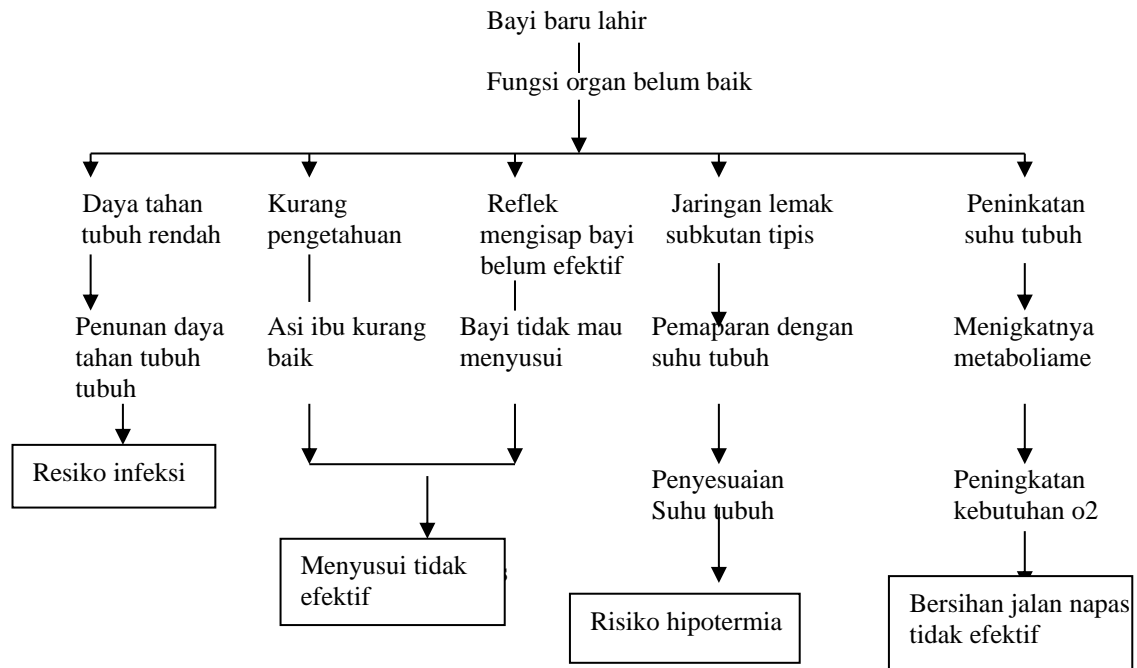 Bayi baru lahir
Fungsi organ belum baik
Daya tahan
tubuh rendah
Kurang
pengetahuan
Reflek
mengisap bayi
belum efektif
Jaringan lemak
subkutan tipis
Peninkatan
suhu tubuh
Penunan daya
tahan tubuh
tubuh
Asi ibu kurang
baik
Bayi tidak mau
menyusui
Pemaparan dengan
suhu tubuh
Menigkatnya
metaboliame
Resiko infeksi
Penyesuaian
Suhu tubuh
Peningkatan
kebutuhan o2
Menyusui tidak
efektif
Risiko hipotermia
Bersihan jalan napas
tidak efektif